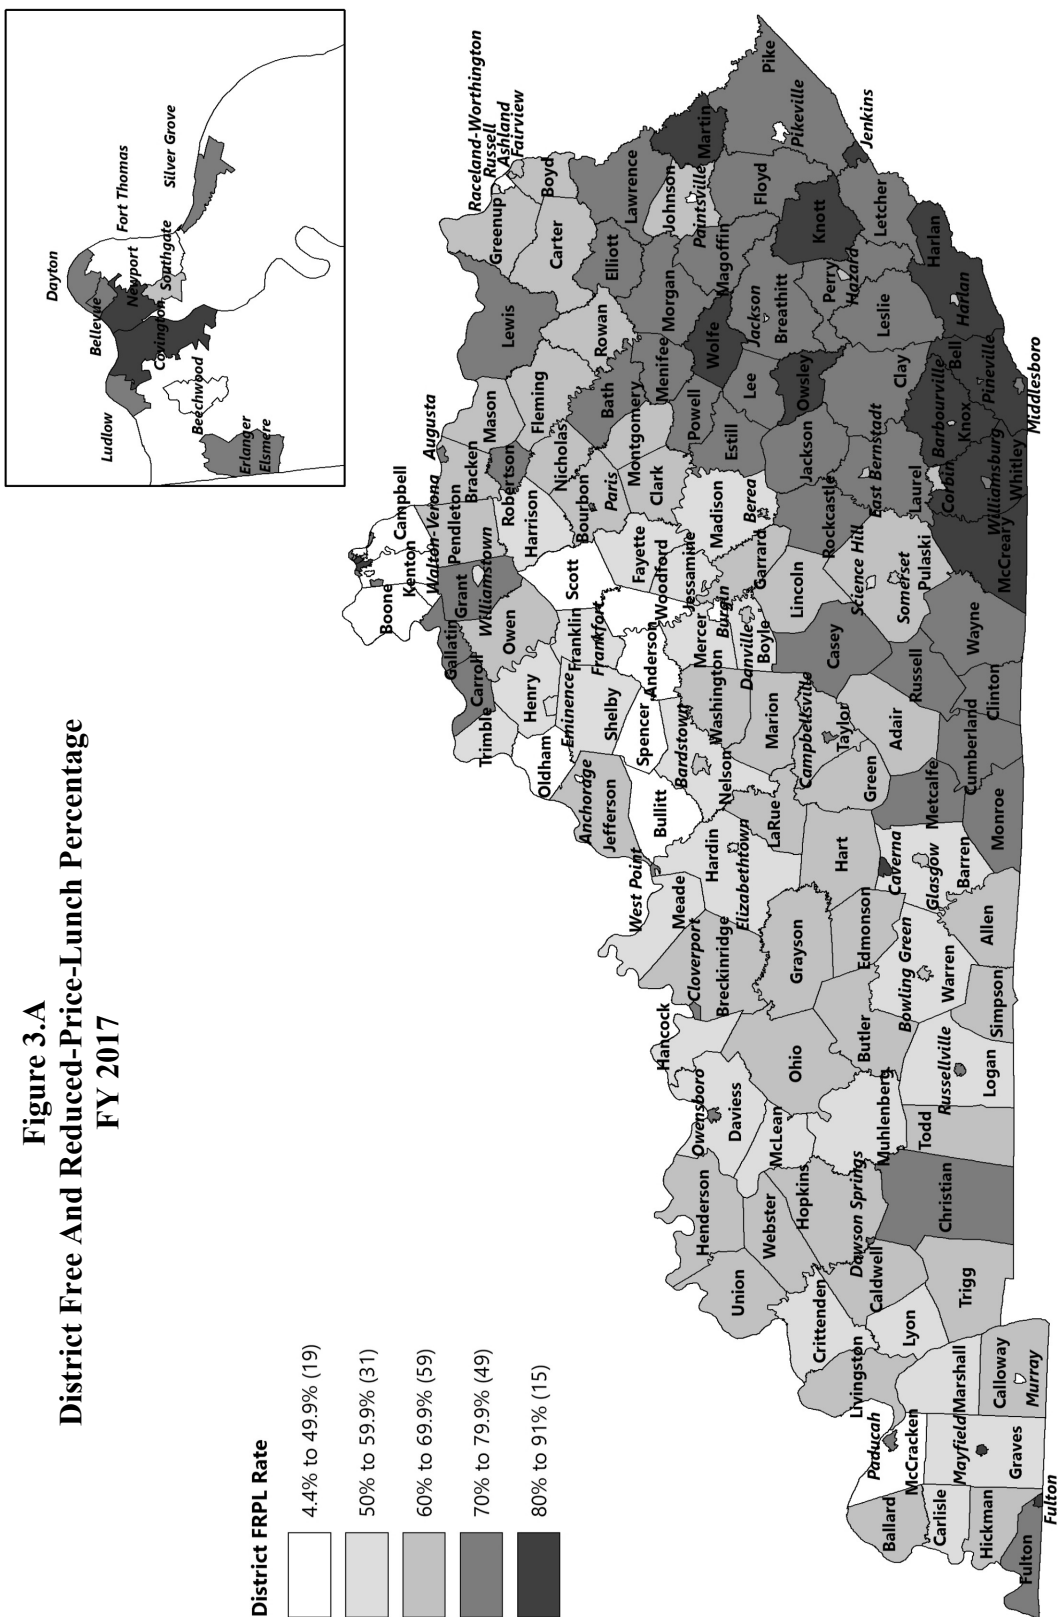 Figure 3.A
District Free And Reduced-Price-Lunch Percentage
FY 2017
District FRPL Rate
4.4% to 49.9% (19)
50% to 59.9% (31)
60% to 69.9% (59)
70% to 79.9% (49)
80% to 91% (15)
Dayton
Bellevue
Newport
Fort Thomas
Southgate
Silver Grove
Ludlow
Covington
Beechwood
Erlanger
Elsmere
Raceland-Worthington
Russell
Ashland
Fairview
Greenup
Boyd
Carter
Lewis
Elliott
Lawrence
Johnson
Paintsville
Martin
Pike
Pikeville
Floyd
Magoffin
Morgan
Rowan
Fleming
Mason
Augusta
Bracken
Robertson
Nicholas
Bath
Menifee
Montgomery
Wolfe
Jackson
Breathitt
Knott
Perry
Hazard
Letcher
Jenkins
Leslie
Harlan
Harlan
Owsley
Lee
Powell
Estill
Clay
Bell
Pineville
Middlesboro
Barbourville
Knox
Corbin
Whitley
Williamsburg
McCreary
Laurel
East Bernstadt
Jackson
Rockcastle
Science Hill
Somerset
Pulaski
Campbell
Kenton
Boone
Walton-Verona
Pendleton
Grant
Williamstown
Gallatin
Carroll
Owen
Harrison
Bourbon
Paris
Clark
Scott
Fayette
Woodford
Jessamine
Madison
Berea
Garrard
Lincoln
Franklin
Frankfort
Anderson
Mercer
Burgin
Danville
Boyle
Casey
Wayne
Russell
Clinton
Trimble
Henry
Eminence
Oldham
Shelby
Spencer
Anchorage
Jefferson
Bullitt
Bardstown
Nelson
Washington
Marion
Campbellsville
Taylor
Adair
Green
Cumberland
Metcalfe
Monroe
West Point
Meade
Hardin
Elizabethtown
LaRue
Hart
Caverna
Glasgow
Barren
Cloverport
Breckinridge
Grayson
Edmonson
Bowling Green
Warren
Allen
Simpson
Hancock
Ohio
Butler
Owensboro
Daviess
McLean
Muhlenberg
Russellville
Logan
Todd
Henderson
Webster
Hopkins
Dawson Springs
Christian
Union
Crittenden
Caldwell
Lyon
Trigg
Livingston
Marshall
Calloway
Murray
Paducah
McCracken
Mayfield
Graves
Ballard
Carlisle
Hickman
Fulton
Fulton